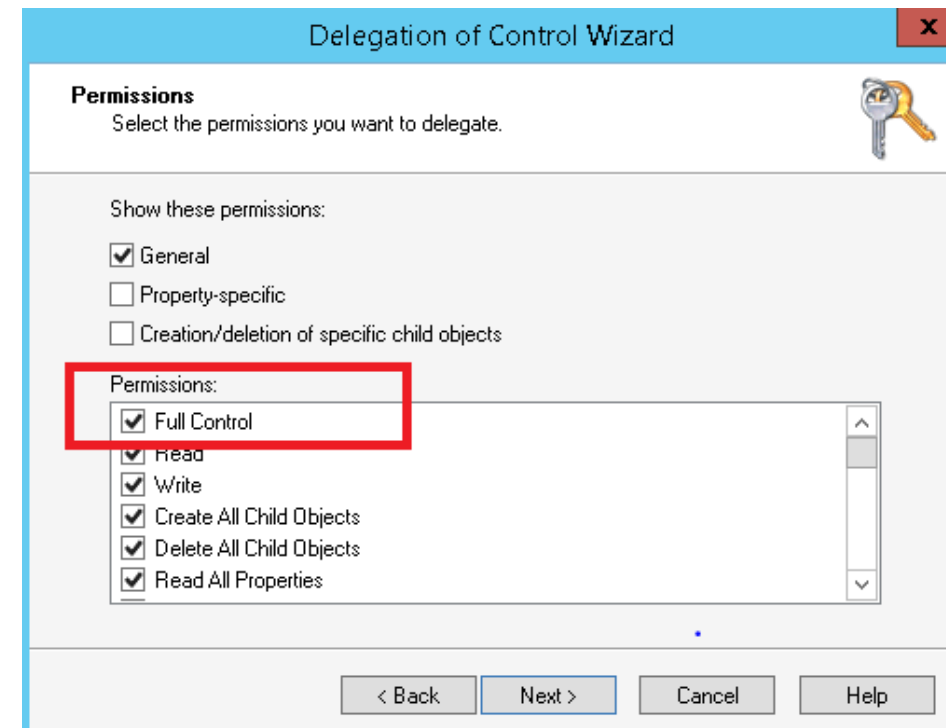 Delegation of Control Wizard
x
Permissions
Select the permissions you want to delegate.
Show these permissions:
General
Property-specific
Creation/deletion of specific child objects
Permissions:
Full Control
Read
Write
Create All Child Objects
Delete All Child Objects
Read All Properties
< Back Next > Cancel Help